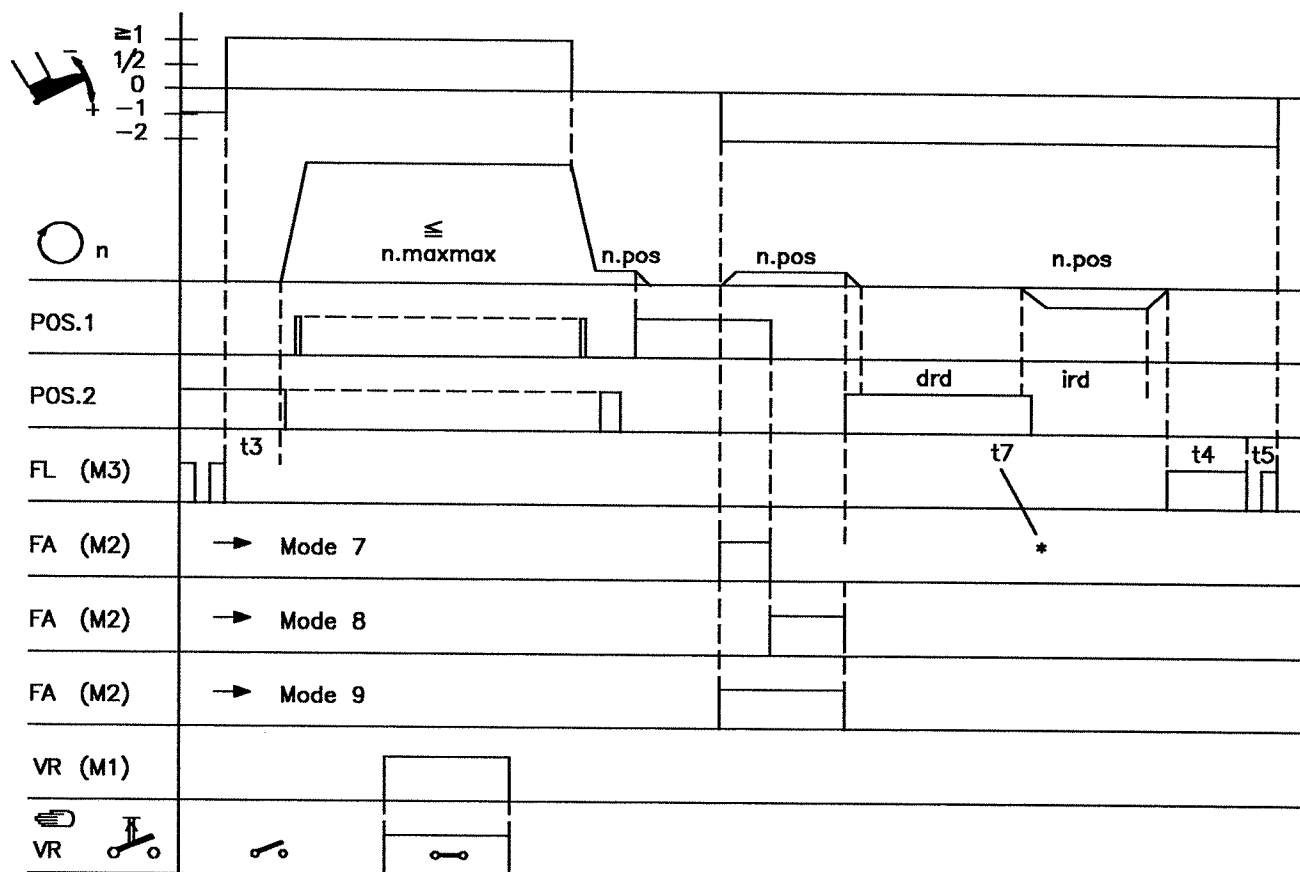 ≧1
1/2
0
− + −1
−2
n
≦
n.maxmax
n.pos n.pos n.pos
POS.1
POS.2 drd ird
FL (M3) t3 t7 t4 t5
FA (M2) → Mode 7 *
FA (M2) → Mode 8
FA (M2) → Mode 9
VR (M1)
VR